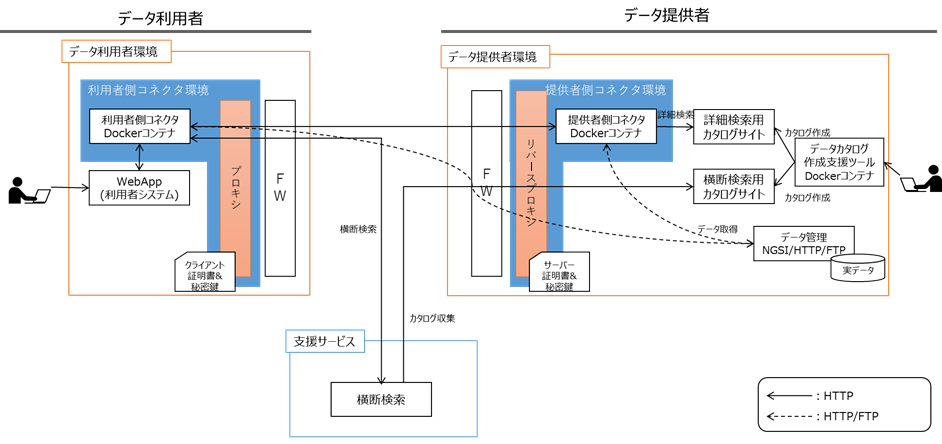 データ利用者
データ提供者
データ利用者環境
データ提供者環境
利用者側コネクタ環境
提供者側コネクタ環境
利用者側コネクタ
Dockerコンテナ
提供者側コネクタ
Dockerコンテナ
詳細検索
詳細検索用
カタログサイト
カタログ作成
データカタログ
作成支援ツール
Dockerコンテナ
WebApp
(利用者システム)
プロキシ
FW
FW
リバースプロキシ
横断検索用
カタログサイト
カタログ作成
横断検索
データ取得
データ管理
NGSI/HTTP/FTP
実データ
クライアント
証明書&
秘密鍵
サーバー
証明書&
秘密鍵
カタログ収集
支援サービス
横断検索
: HTTP
: HTTP/FTP